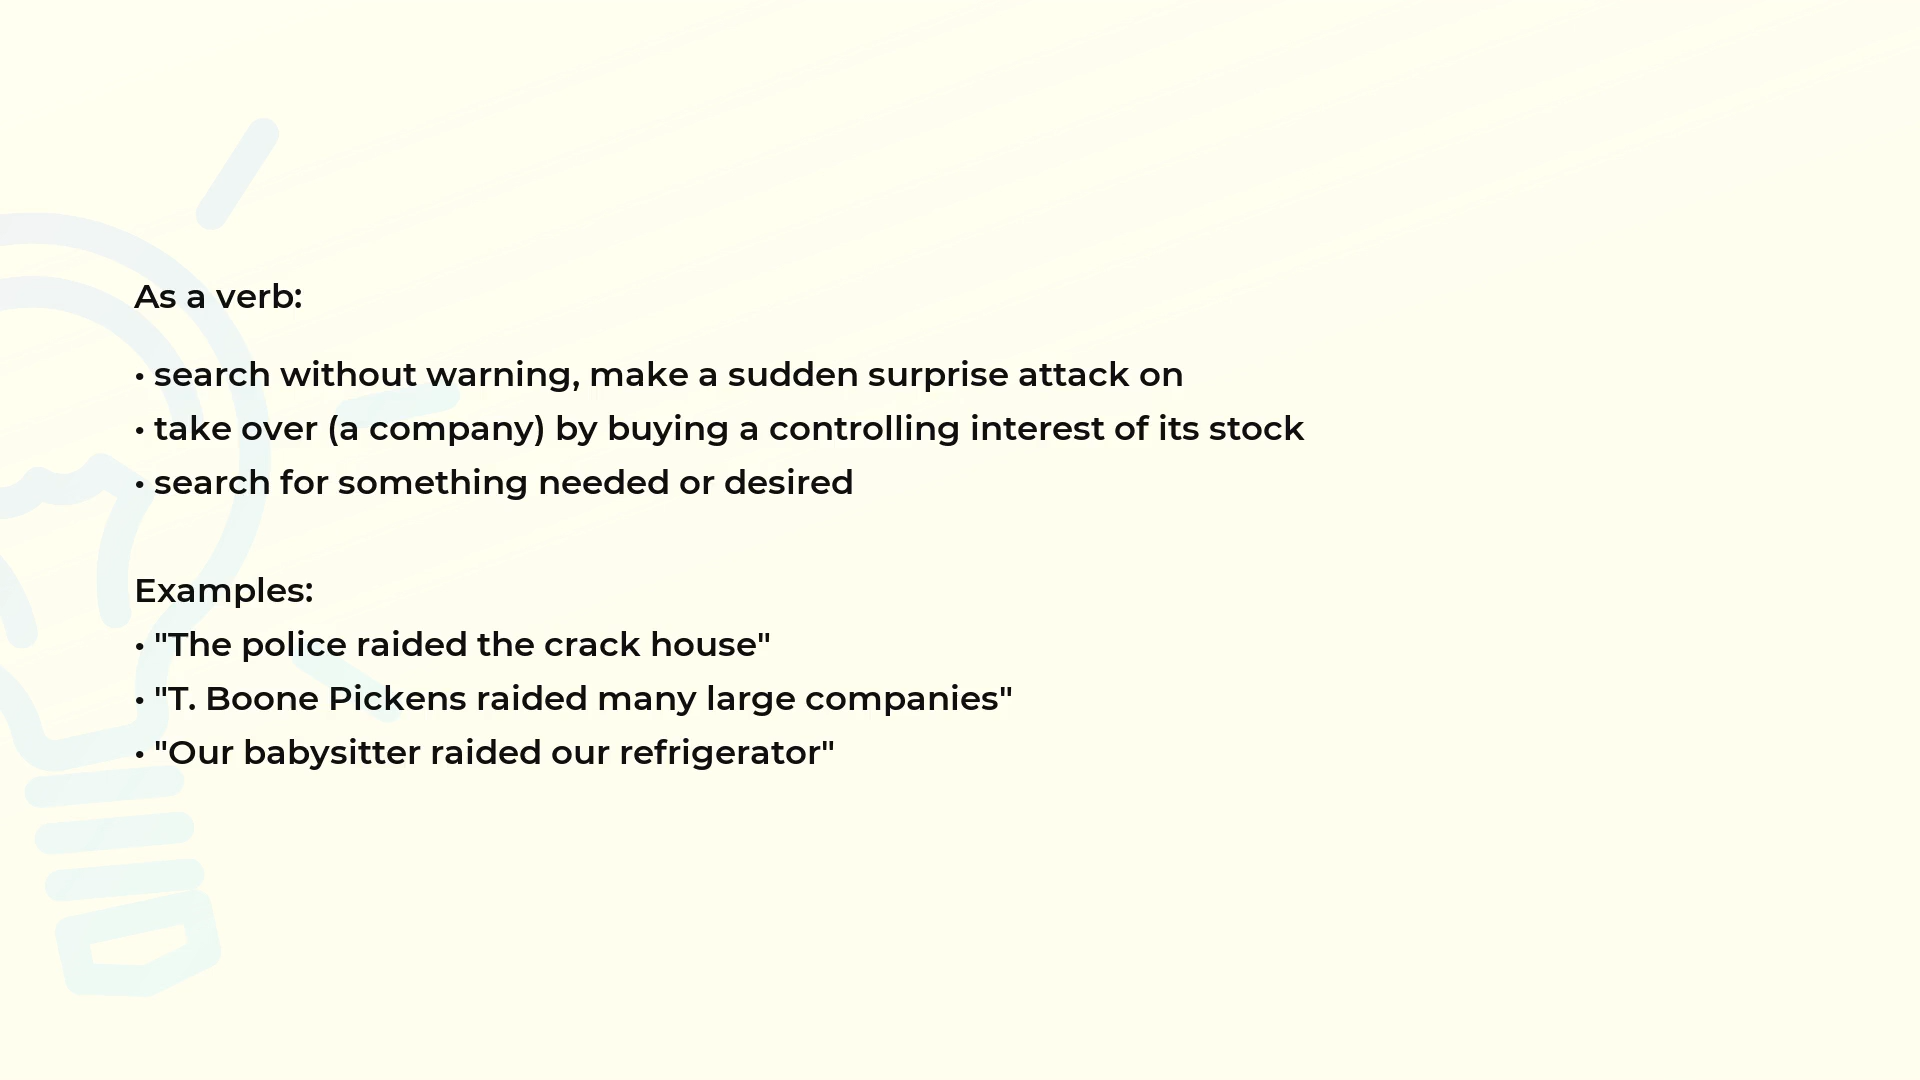 As a verb:
• search without warning, make a sudden surprise attack on
• take over (a company) by buying a controlling interest of its stock
• search for something needed or desired
Examples:
• "The police raided the crack house"
• "T. Boone Pickens raided many large companies"
• "Our babysitter raided our refrigerator"